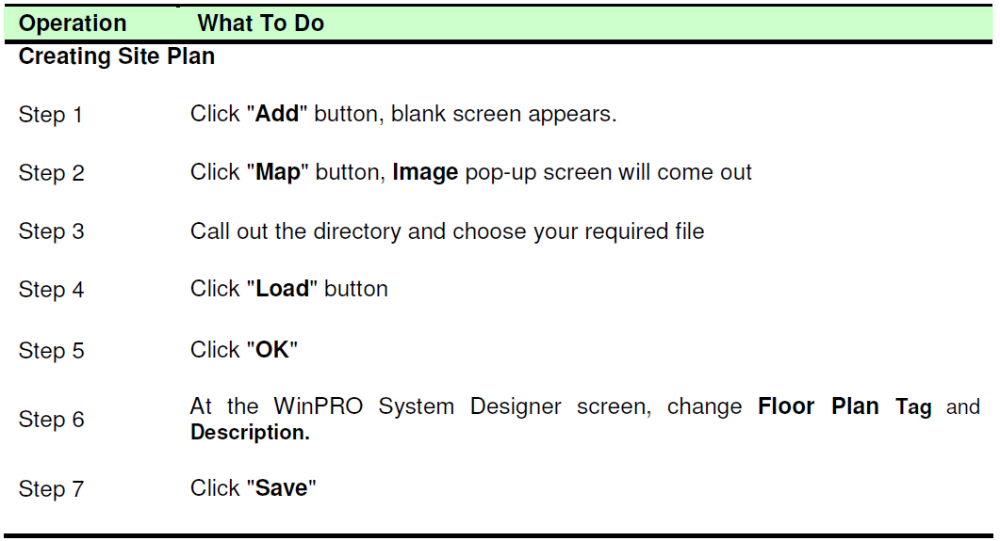 Operation What To Do
Creating Site Plan
Step 1 Click "Add" button, blank screen appears.
Step 2 Click "Map" button, Image pop-up screen will come out
Step 3 Call out the directory and choose your required file
Step 4 Click "Load" button
Step 5 Click "OK"
Step 6 At the WinPRO System Designer screen, change Floor Plan Tag and
Description.
Step 7 Click "Save"